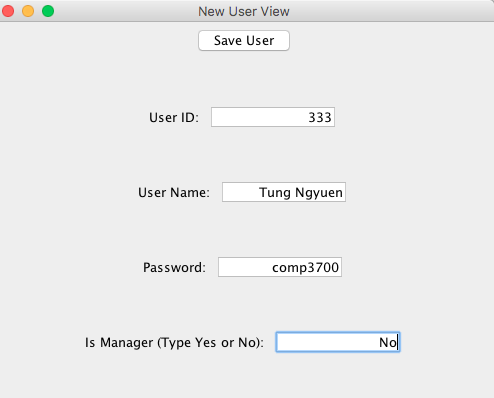 New User View
Save User
User ID: 333
User Name: Tung Ngyuen
Password: comp3700
Is Manager (Type Yes or No): No